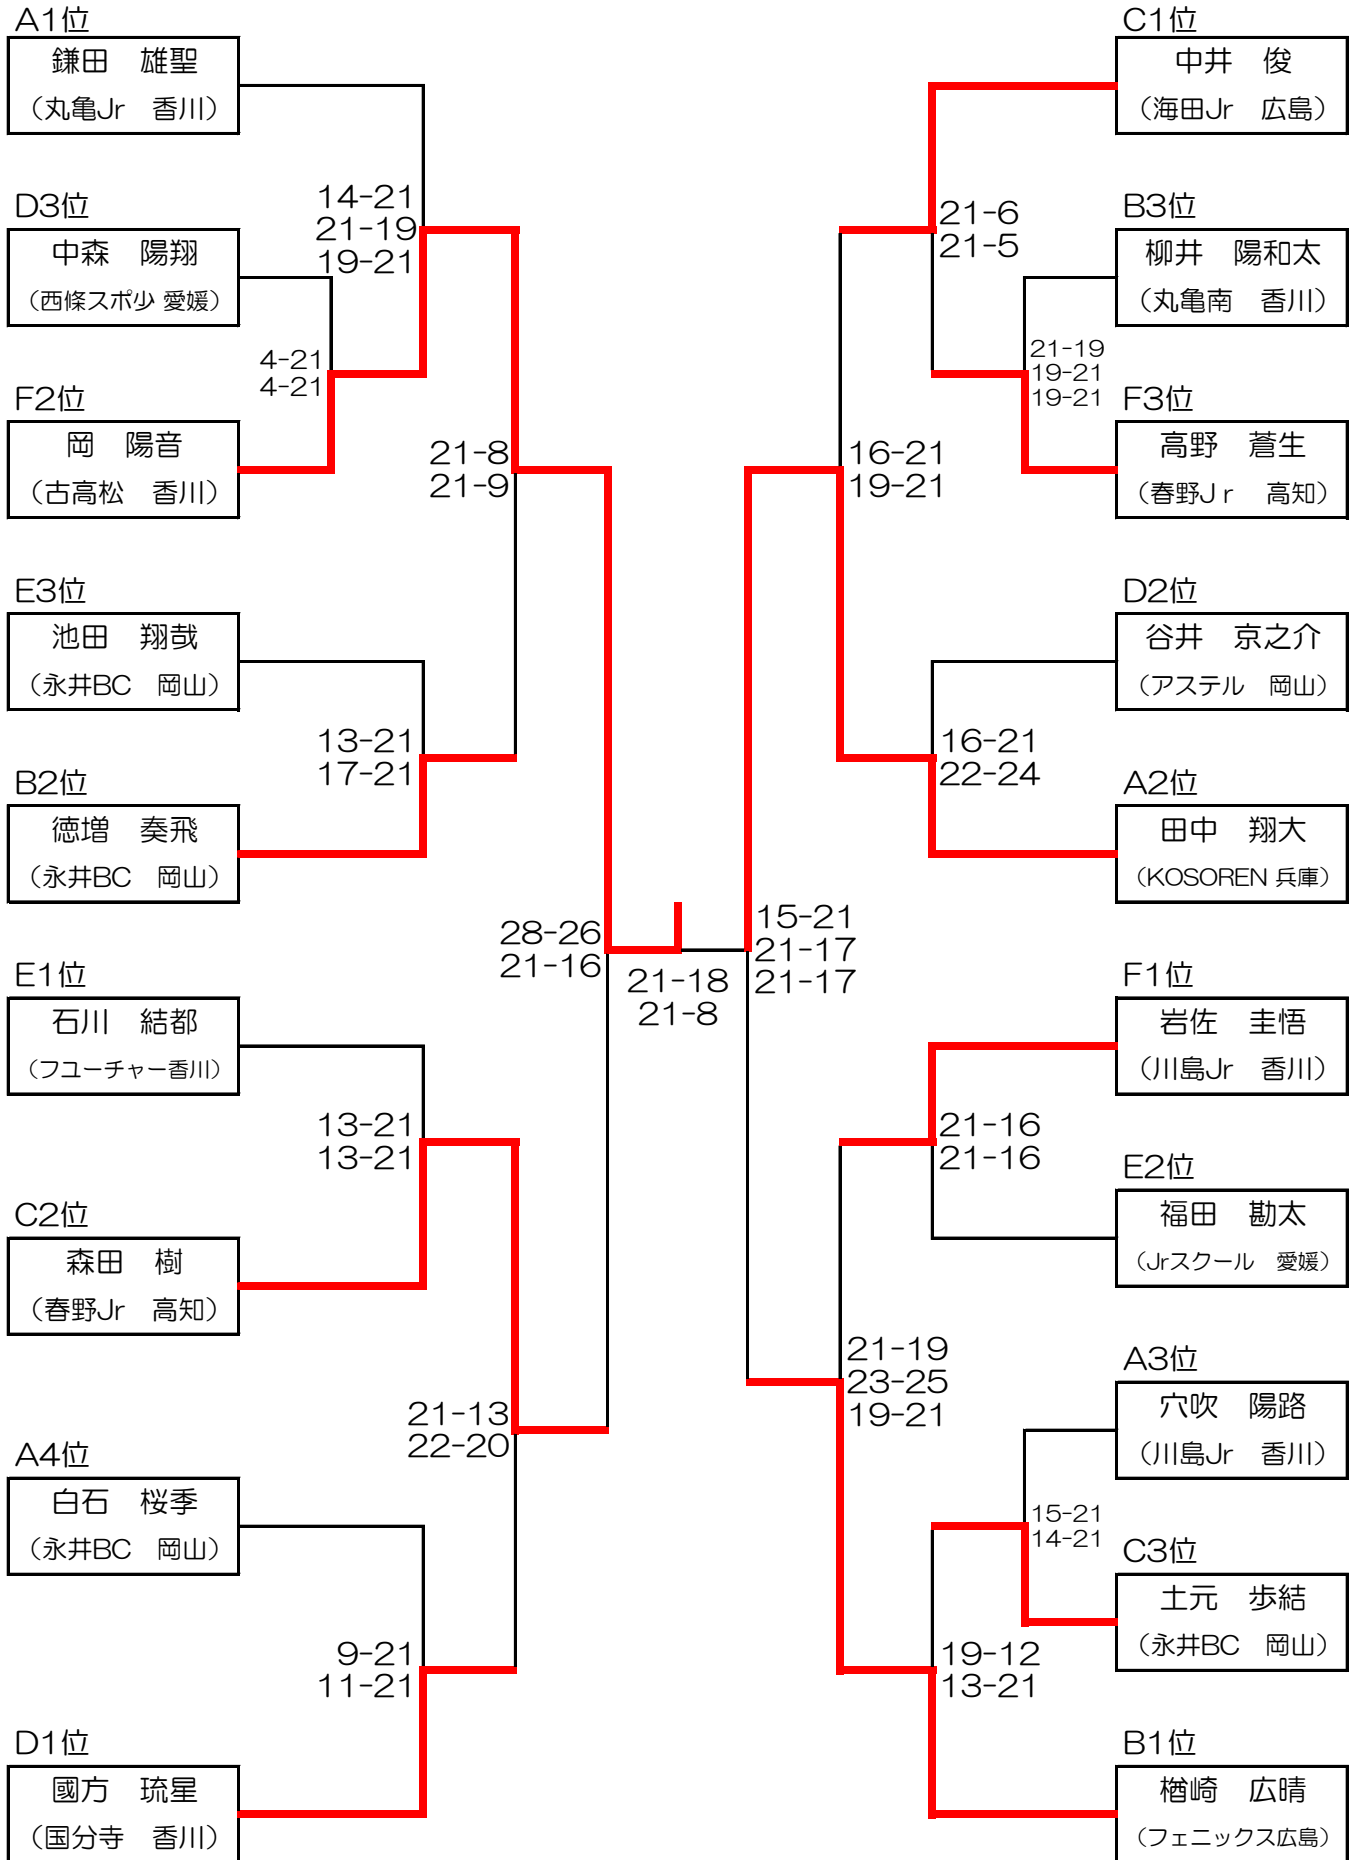 A1位
鎌田　雄聖
（丸亀Jr　香川）
D3位
中森　陽翔
（西條スポ少 愛媛）
F2位
岡　陽音
（古高松　香川）
E3位
池田　翔哉
（永井BC　岡山）
B2位
徳増　奏飛
（永井BC　岡山）
E1位
石川　結都
（フユーチャー香川）
C2位
森田　樹
（春野Jr　高知）
A4位
白石　桜季
（永井BC　岡山）
D1位
國方　琉星
（国分寺　香川）
14-21
21-19
19-21
4-21
4-21
21-8
21-9
13-21
17-21
28-26
21-16
13-21
13-21
21-13
22-20
9-21
11-21
21-18
21-8
C1位
中井　俊
（海田Jr　広島）
B3位
柳井　陽和太
（丸亀南　香川）
F3位
高野　蒼生
（春野Jｒ　高知）
D2位
谷井　京之介
（アステル　岡山）
A2位
田中　翔大
（KOSOREN 兵庫）
F1位
岩佐　圭悟
（川島Jr　香川）
E2位
福田　勘太
（Jrスクール　愛媛）
A3位
穴吹　陽路
（川島Jr　香川）
C3位
土元　歩結
（永井BC　岡山）
B1位
楢崎　広晴
（フェニックス広島）
21-6
21-5
21-19
19-21
19-21
16-21
19-21
16-21
22-24
15-21
21-17
21-17
21-16
21-16
21-19
23-25
19-21
15-21
14-21
19-12
13-21